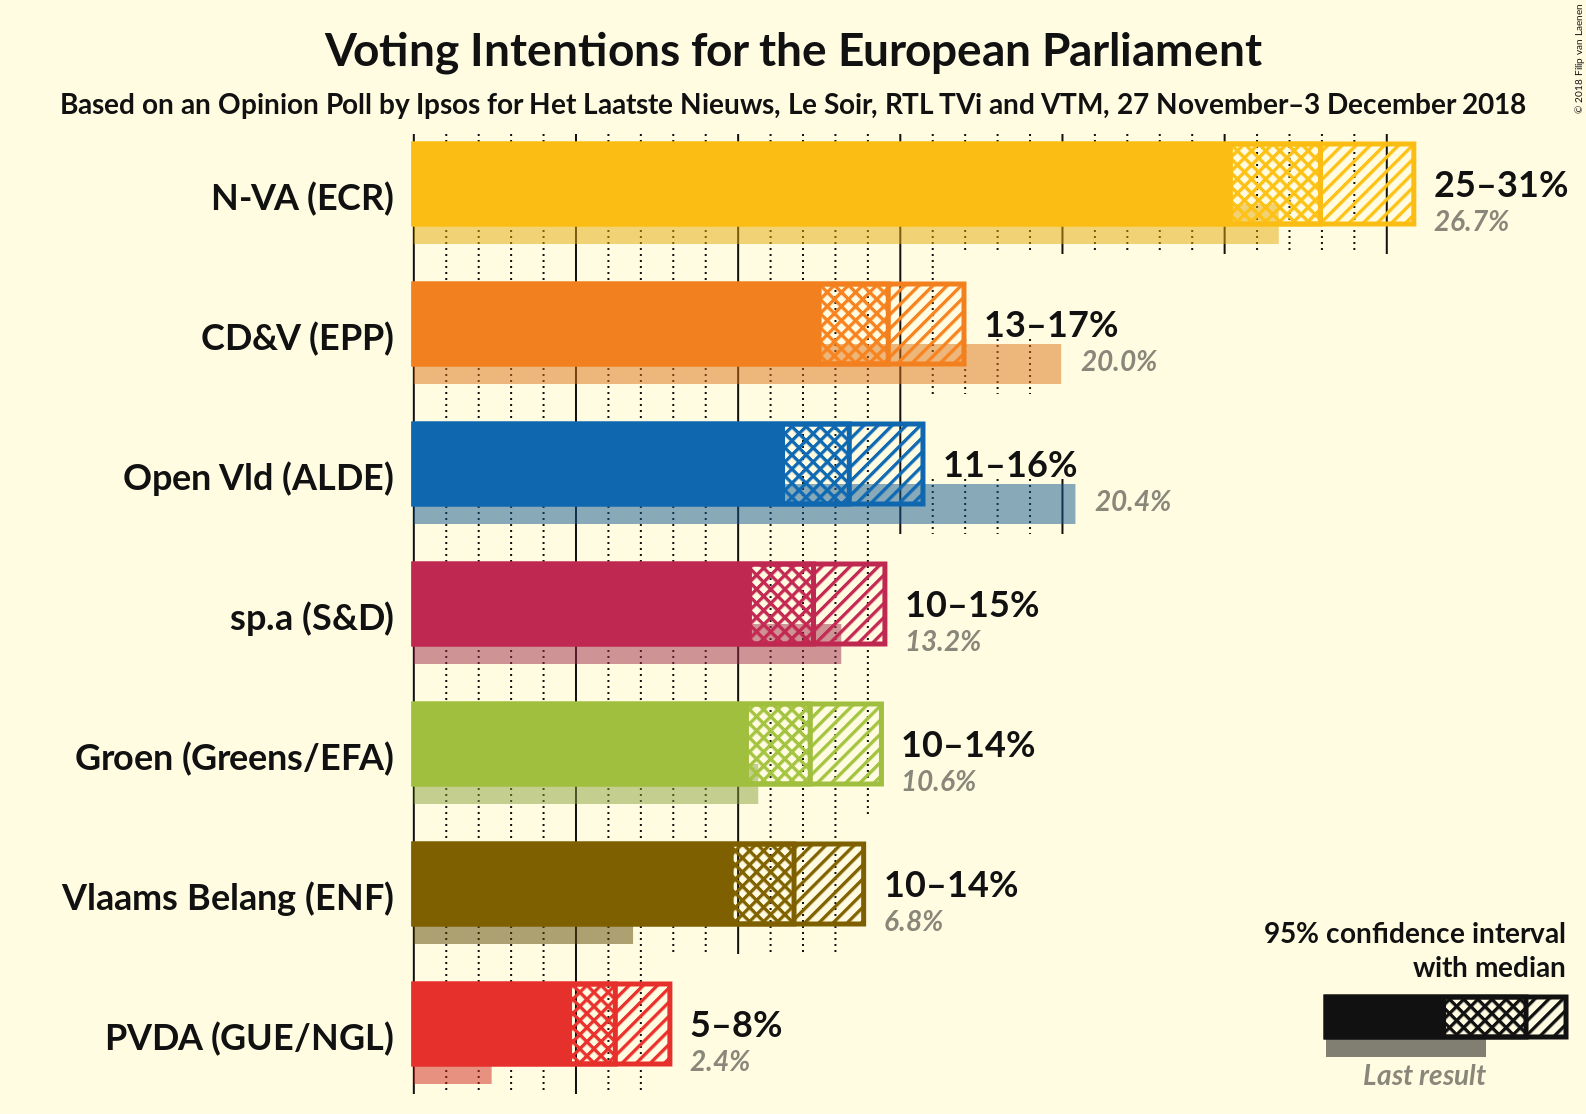 Voting Intentions for the European Parliament
Based on an Opinion Poll by Ipsos for Het Laatste Nieuws, Le Soir, RTL TVi and VTM, 27 November–3 December 2018
© 2018 Filip van Laenen
N-VA (ECR)
25–31%
26.7%
CD&V (EPP)
13–17%
20.0%
Open Vld (ALDE)
11–16%
20.4%
sp.a (S&D)
10–15%
13.2%
Groen (Greens/EFA)
10–14%
10.6%
Vlaams Belang (ENF)
10–14%
6.8%
PVDA (GUE/NGL)
5–8%
2.4%
95% confidence interval
with median
Last result